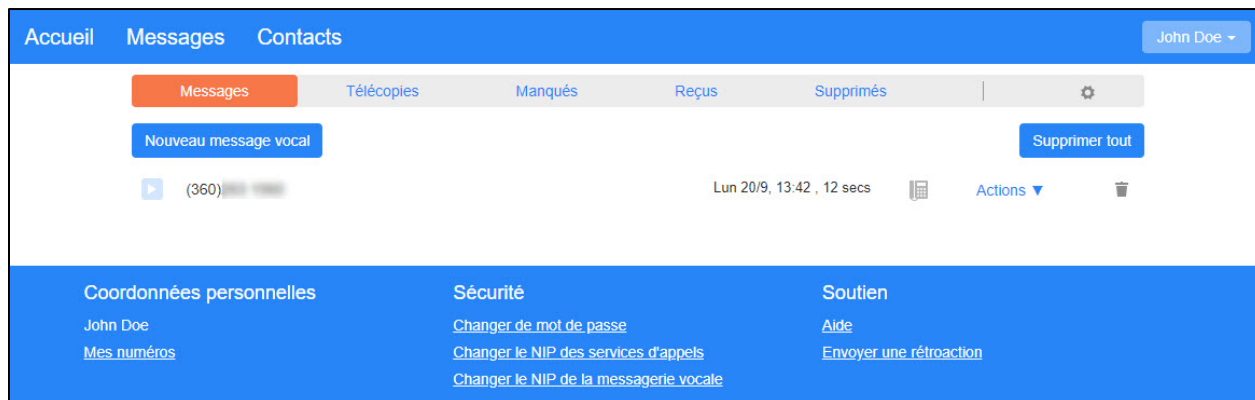 Accueil Messages Contacts John Doe
Messages Télécopies Manqués Reçus Supprimés
Nouveau message vocal Supprimer tout
(360) Lun 20/9, 13:42 , 12 secs Actions ▼
Coordonnées personnelles Sécurité Soutien
John Doe Changer de mot de passe Aide
Mes numéros Changer le NIP des services d'appels Envoyer une rétroaction
Changer le NIP de la messagerie vocale